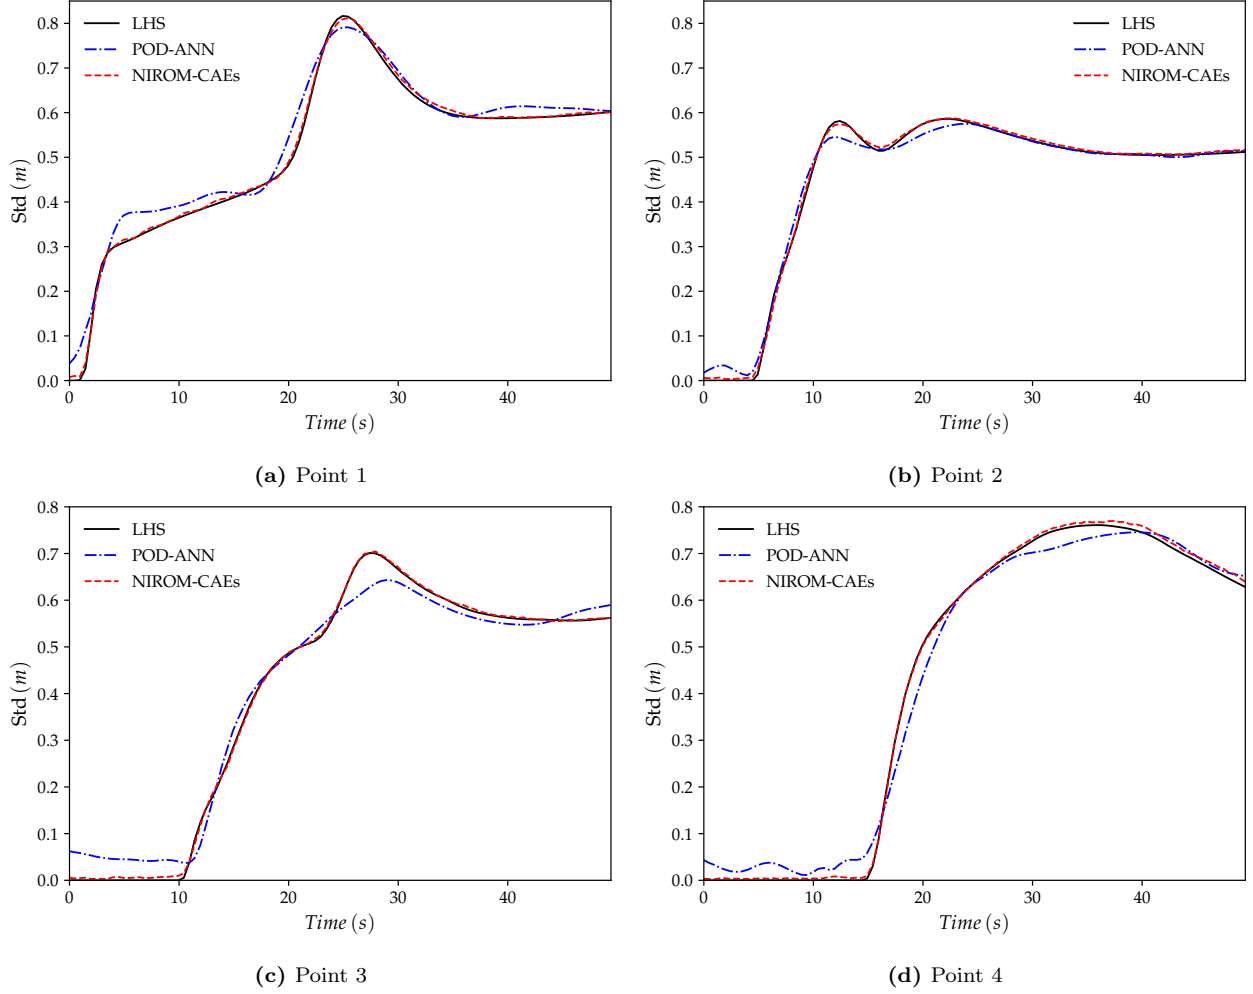 LHS
POD-ANN
NIROM-CAEs
Std (m)
0.8
0.7
0.6
0.5
0.4
0.3
0.2
0.1
0.0
0 10 20 30 40
Time (s)
(a) Point 1
LHS
POD-ANN
NIROM-CAEs
Std (m)
0.8
0.7
0.6
0.5
0.4
0.3
0.2
0.1
0.0
0 10 20 30 40
Time (s)
(b) Point 2
LHS
POD-ANN
NIROM-CAEs
Std (m)
0.8
0.7
0.6
0.5
0.4
0.3
0.2
0.1
0.0
0 10 20 30 40
Time (s)
(c) Point 3
LHS
POD-ANN
NIROM-CAEs
Std (m)
0.8
0.7
0.6
0.5
0.4
0.3
0.2
0.1
0.0
0 10 20 30 40
Time (s)
(d) Point 4